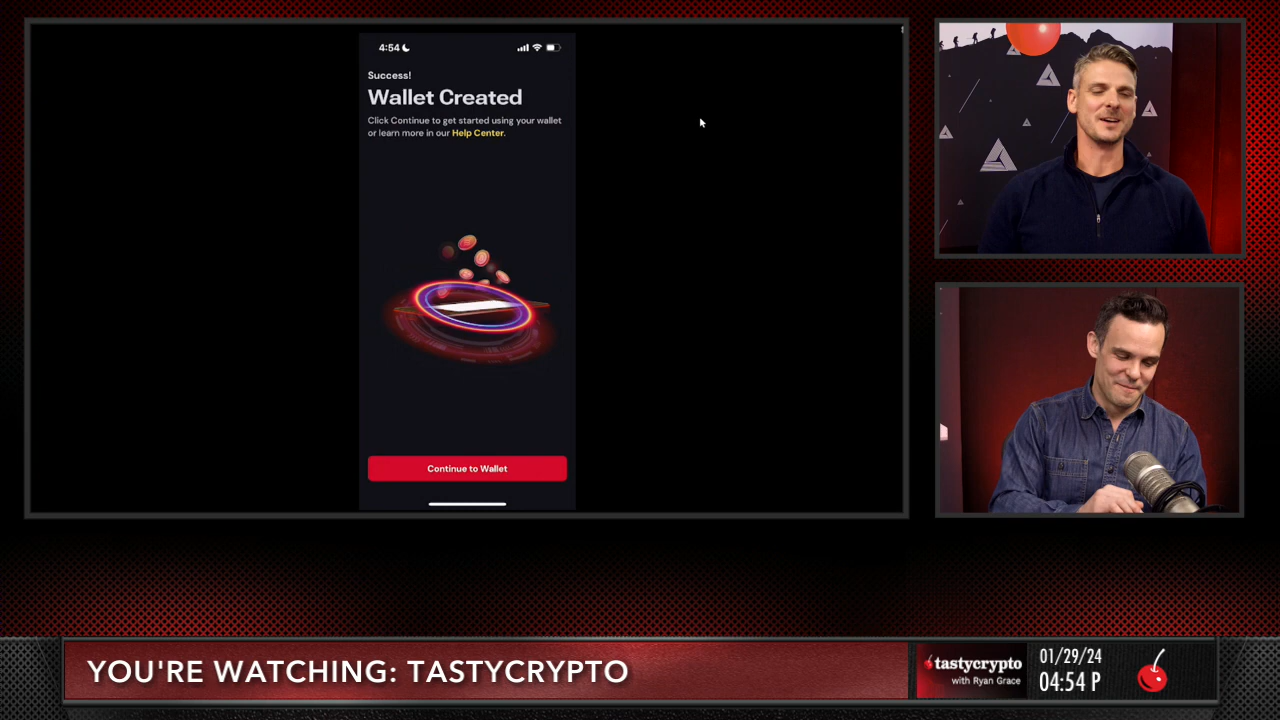 4:54
Success!
Wallet Created
Click Continue to get started using your wallet
or learn more in our Help Center.
Continue to Wallet
YOU'RE WATCHING: TASTYCRYPTO
tastycrypto
with Ryan Grace
01/29/24
04:54 P